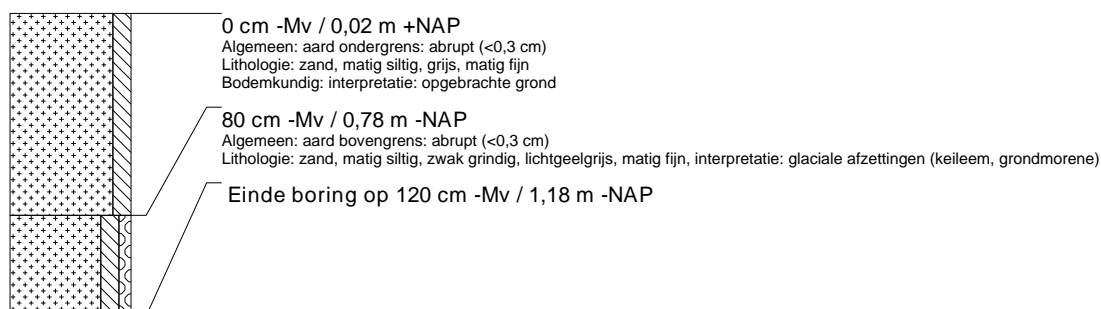 0 cm -Mv / 0,02 m +NAP
Algemeen: aard ondergrens: abrupt (<0,3 cm)
Lithologie: zand, matig siltig, grijs, matig fijn
Bodemkundig: interpretatie: opgebrachte grond
80 cm -Mv / 0,78 m -NAP
Algemeen: aard bovengrens: abrupt (<0,3 cm)
Lithologie: zand, matig siltig, zwak grindig, lichtgeelgrijs, matig fijn, interpretatie: glaciale afzettingen (keileem, grondmorene)
Einde boring op 120 cm -Mv / 1,18 m -NAP